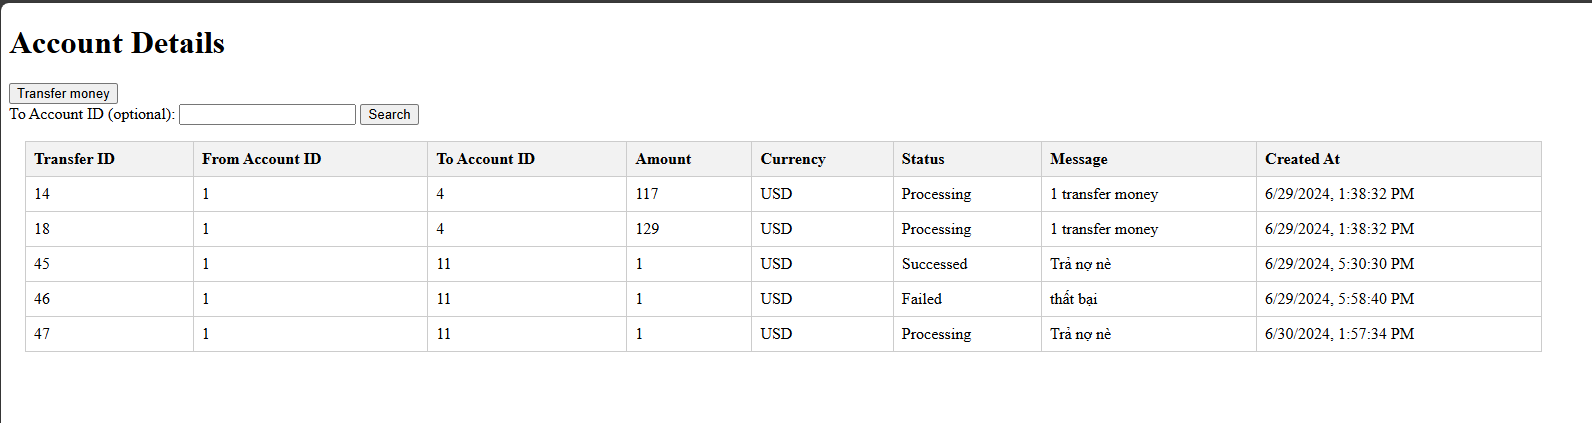 Account Details
Transfer money
To Account ID (optional): Search
Transfer ID From Account ID To Account ID Amount Currency Status Message Created At
14 1 4 117 USD Processing 1 transfer money 6/29/2024, 1:38:32 PM
18 1 4 129 USD Processing 1 transfer money 6/29/2024, 1:38:32 PM
45 1 11 1 USD Successed Trả nợ nè 6/29/2024, 5:30:30 PM
46 1 11 1 USD Failed thất bại 6/29/2024, 5:58:40 PM
47 1 11 1 USD Processing Trả nợ nè 6/30/2024, 1:57:34 PM